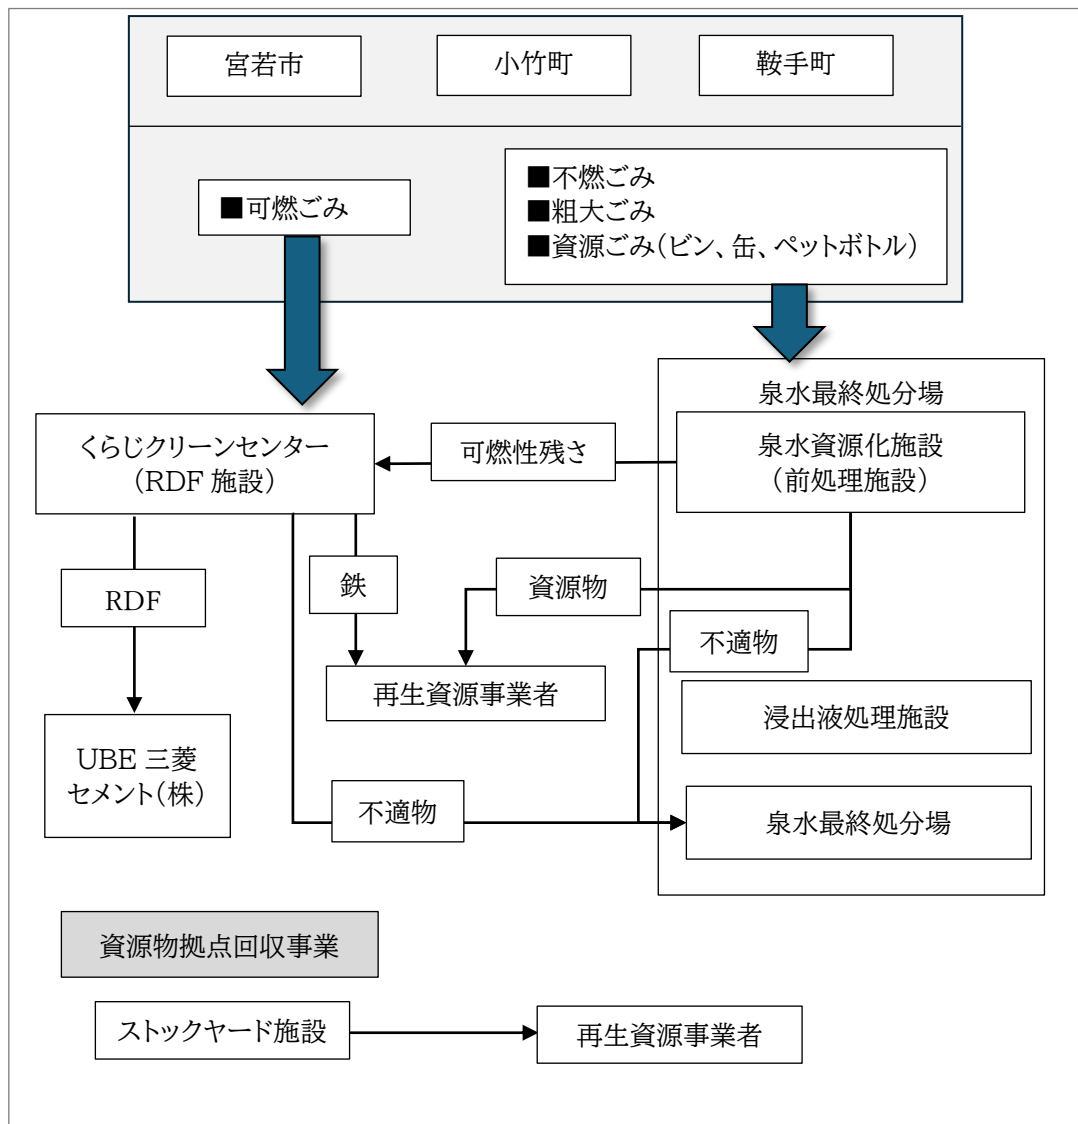 宮若市
小竹町
鞍手町
■可燃ごみ
■不燃ごみ
■粗大ごみ
■資源ごみ（ビン、缶、ペットボトル）
泉水最終処分場
くらじクリーンセンター
（RDF 施設）
可燃性残さ
泉水資源化施設
（前処理施設）
RDF
鉄
資源物
不適物
再生資源事業者
浸出液処理施設
UBE 三菱
セメント（株）
不適物
泉水最終処分場
資源物拠点回収事業
ストックヤード施設
再生資源事業者